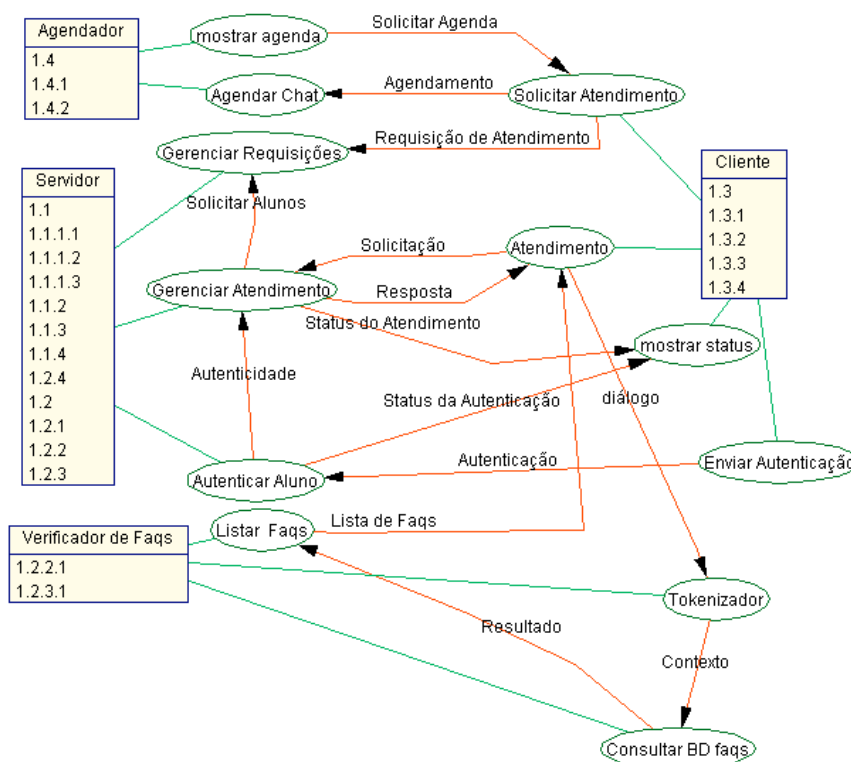 Agendador
1.4
1.4.1
1.4.2
mostrar agenda
Solicitar Agenda
Agendar Chat
Agendamento
Solicitar Atendimento
Requisição de Atendimento
Gerenciar Requisições
Cliente
1.3
1.3.1
1.3.2
1.3.3
1.3.4
Servidor
1.1
1.1.1.1
1.1.1.2
1.1.1.3
1.1.2
1.1.3
1.1.4
1.2.4
1.2
1.2.1
1.2.2
1.2.3
Solicitar Alunos
Solicitação
Atendimento
Gerenciar Atendimento
Resposta
Status do Atendimento
mostrar status
Autenticidade
Status da Autenticação
diálogo
Autenticação
Enviar Autenticação
Autenticar Aluno
Listar Faqs
Lista de Faqs
Verificador de Faqs
1.2.2.1
1.2.3.1
Tokenizador
Resultado
Contexto
Consultar BD faqs